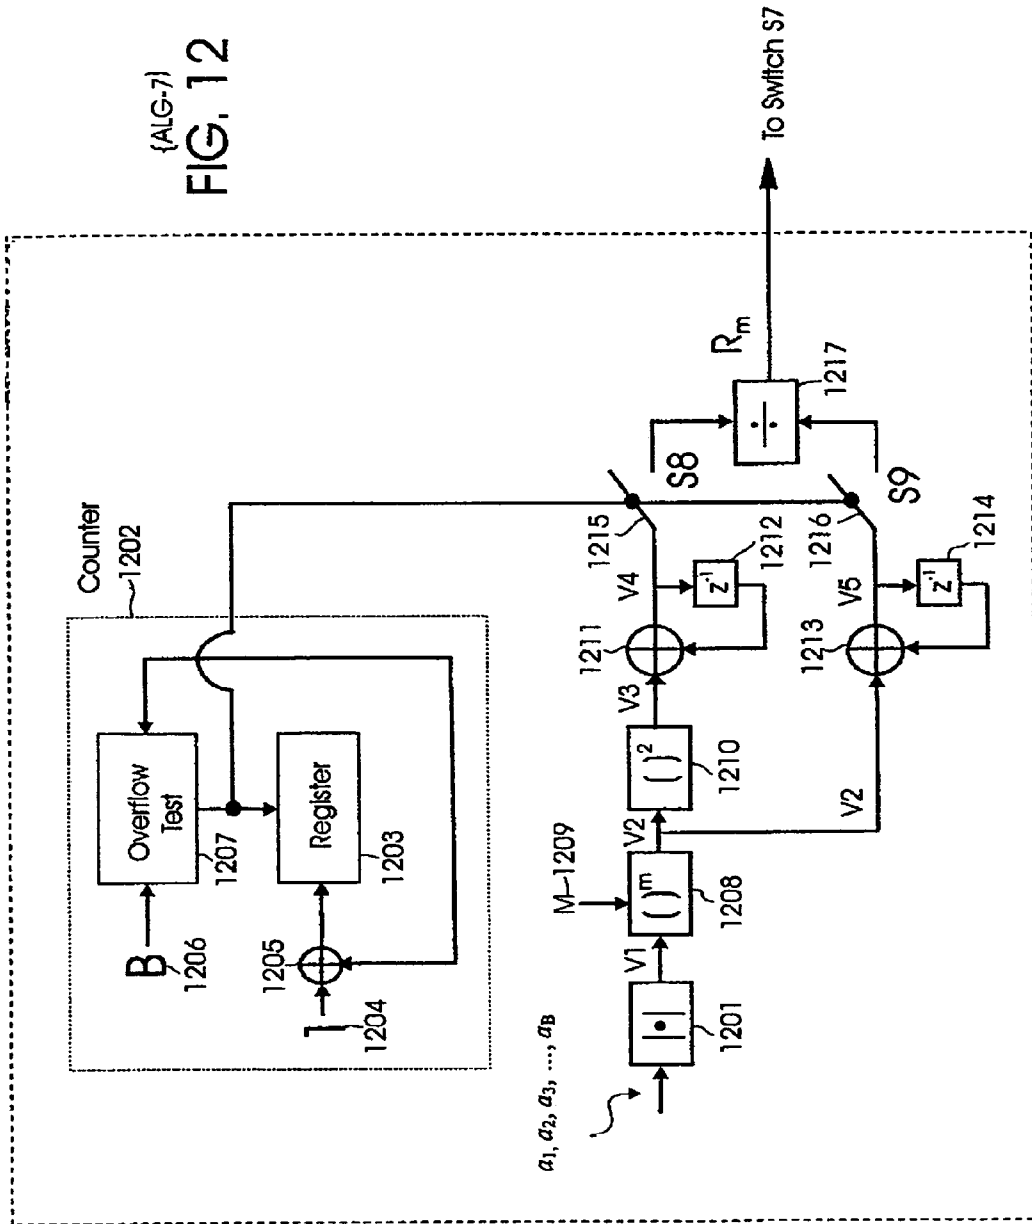 {ALG-7}
FIG. 12
Counter
1202
Overflow
Test
1207
Register
1203
B
1206
1205
1
1204
a1, a2, a3, ..., aB
|•|
1201
V1
M
1209
( )^m
1208
V2
( )^2
1210
V3
1211
V4
z^-1
1212
1215
S8
V2
1213
V5
z^-1
1214
1216
S9
÷
1217
Rm
To Switch S7